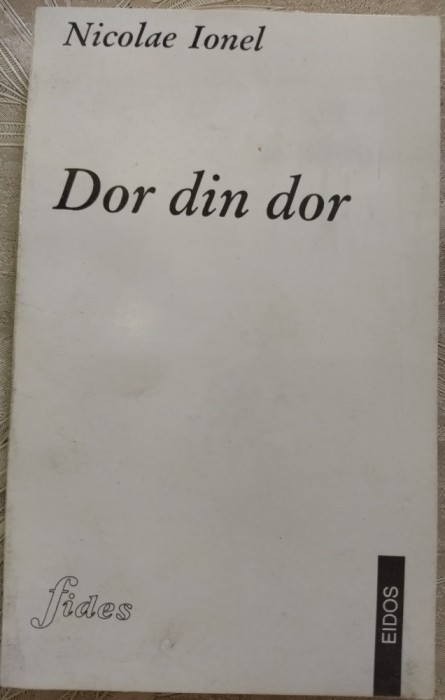 Nicolae Ionel
Dor din dor
fides
EIDOS